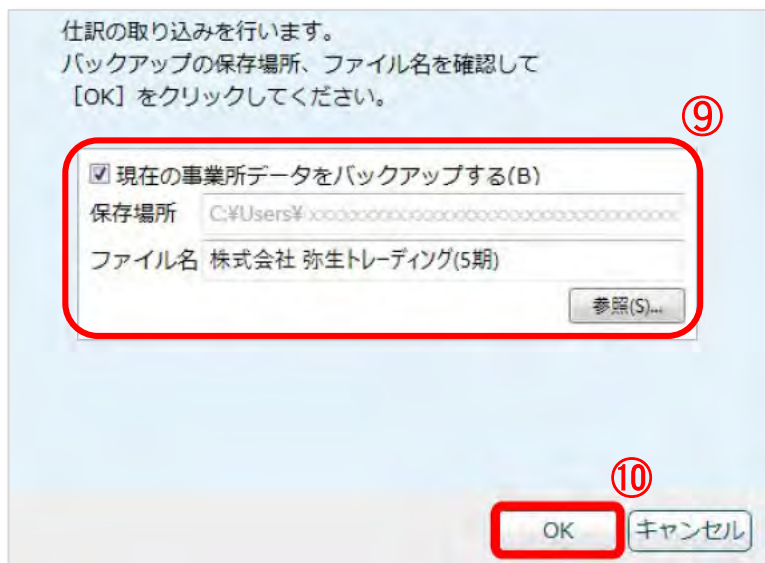 仕訳の取り込みを行います。
バックアップの保存場所、ファイル名を確認して
［OK］をクリックしてください。
⑨
現在の事業所データをバックアップする(B)
保存場所 C:¥Users¥
ファイル名 株式会社 弥生トレーディング(5期)
参照(S)...
⑩
OK キャンセル